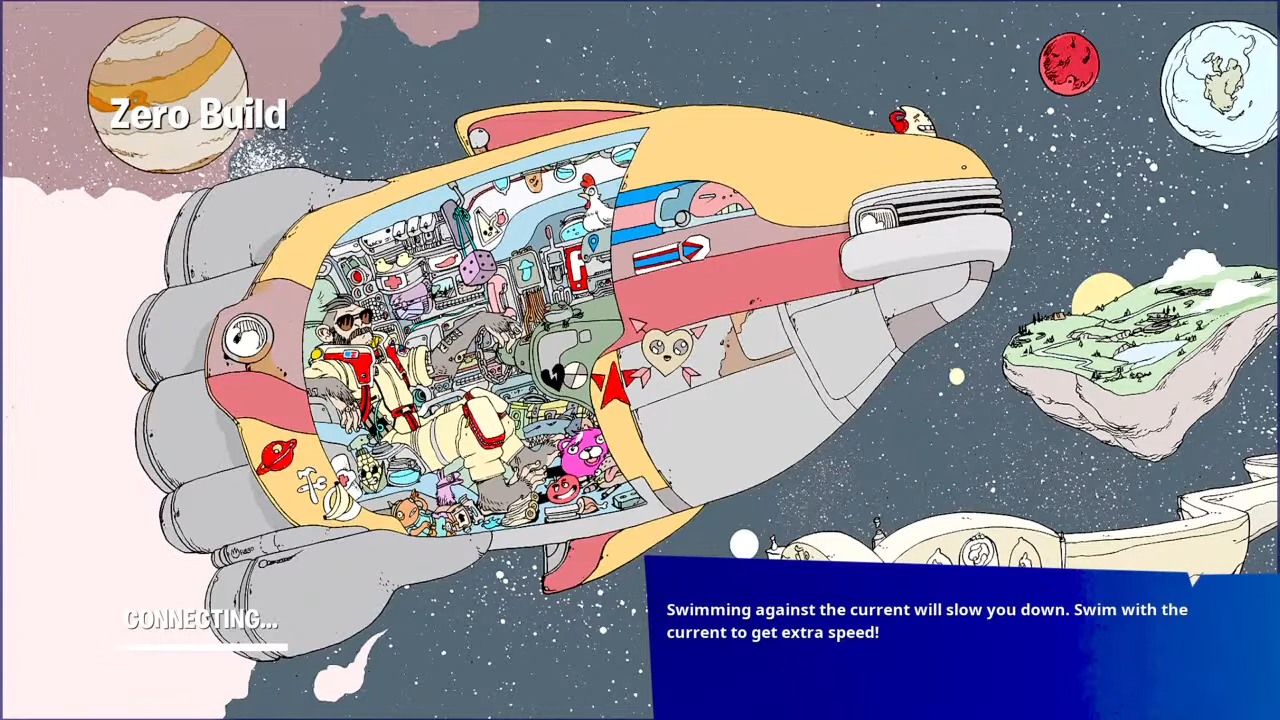 Zero Build
CONNECTING...
Swimming against the current will slow you down. Swim with the
current to get extra speed!